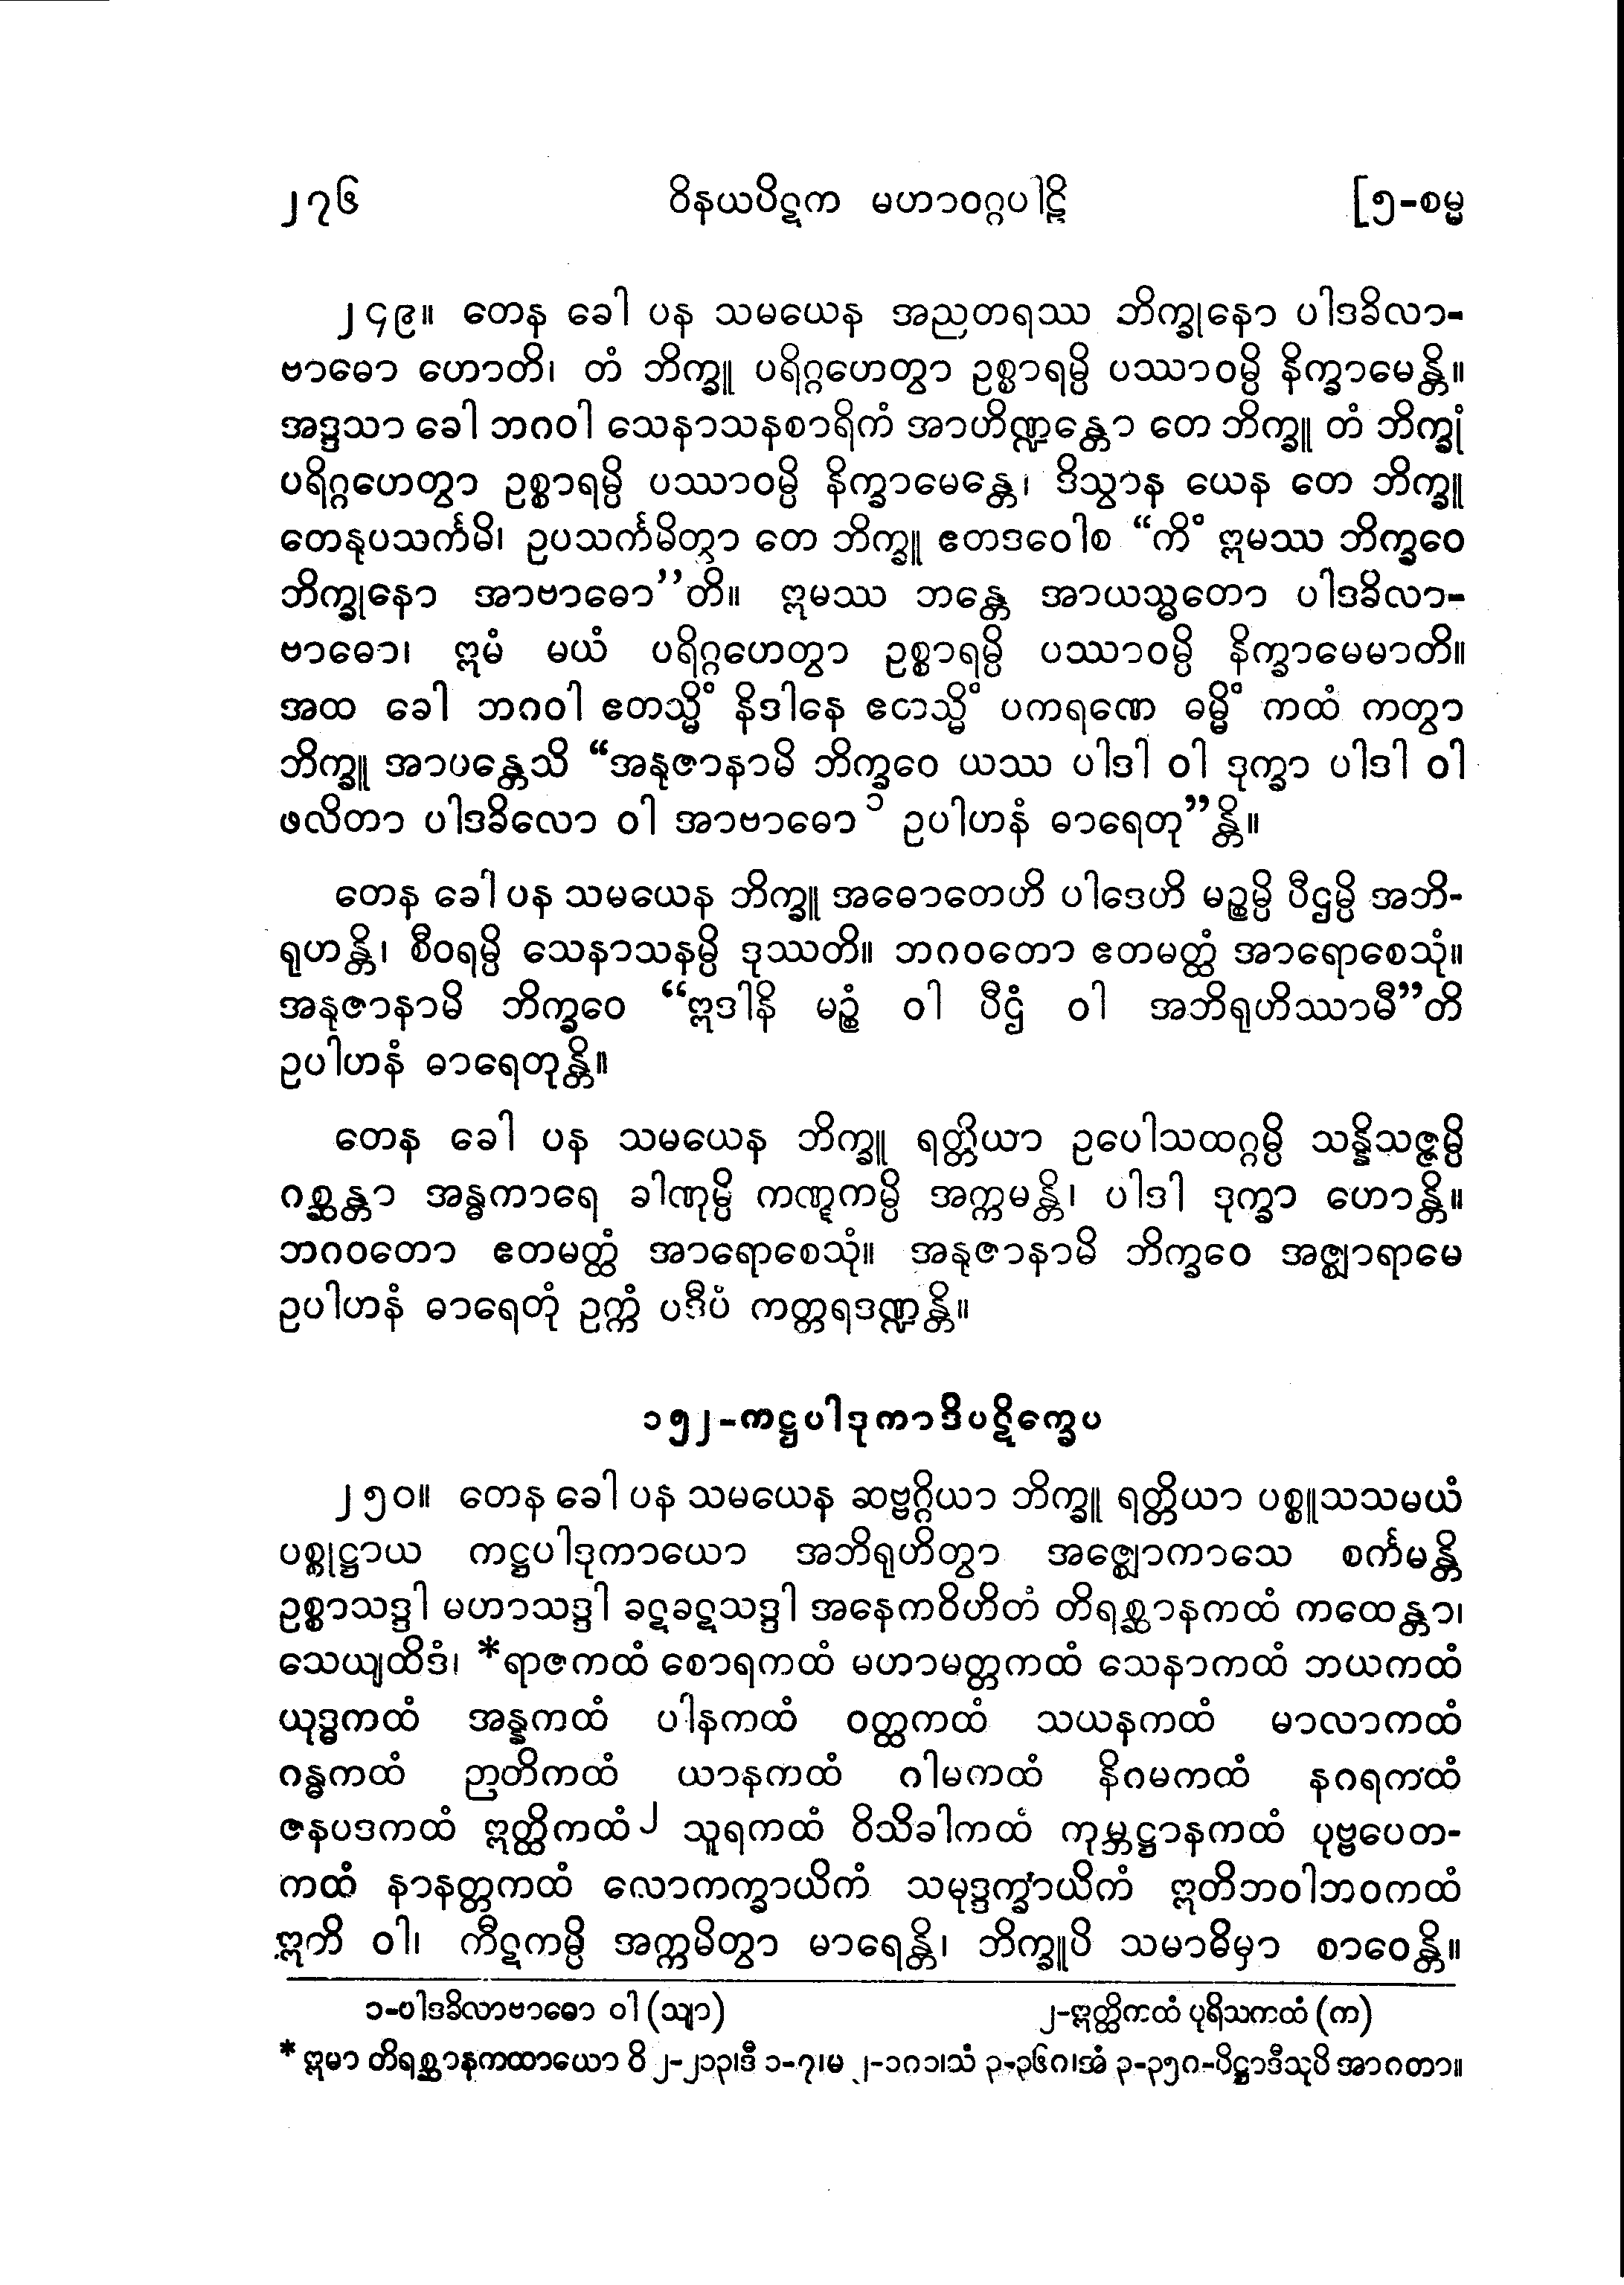 ၂၇၆ ဝိနယပိဋက မဟာဝဂ္ဂပါဠိ [၅-စမ္မ
၂၄၉။ တေန ခေါ ပန သမယေန အညတရဿ ဘိက္ခုနော ပါဒခိလာ-
ဗာဓော ဟောတိ၊ တံ ဘိက္ခူ ပရိဂ္ဂဟေတွာ ဥစ္စာရမ္ပိ ပဿာဝမ္ပိ နိက္ခာမေန္တိ။
အဒ္ဒသာ ခေါ ဘဂဝါ သေနာသနစာရိကံ အာဟိဏ္ဍန္တော တေ ဘိက္ခူ တံ ဘိက္ခုံ
ပရိဂ္ဂဟေတွာ ဥစ္စာရမ္ပိ ပဿာဝမ္ပိ နိက္ခာမေန္တေ၊ ဒိသွာန ယေန တေ ဘိက္ခူ
တေနုပသင်္ကမိ၊ ဥပသင်္ကမိတွာ တေ ဘိက္ခူ ဧတဒဝေါစ “ကိံ ဣမဿ ဘိက္ခဝေ
ဘိက္ခုနော အာဗာဓော”တိ။ ဣမဿ ဘန္တေ အာယသ္မတော ပါဒခိလာ-
ဗာဓော၊ ဣမံ မယံ ပရိဂ္ဂဟေတွာ ဥစ္စာရမ္ပိ ပဿာဝမ္ပိ နိက္ခာမေမာတိ။
အထ ခေါ ဘဂဝါ ဧတသ္မိံ နိဒါနေ ဧတသ္မိံ ပကရဏေ ဓမ္မိံ ကထံ ကတွာ
ဘိက္ခူ အာမန္တေသိ “အနုဇာနာမိ ဘိက္ခဝေ ယဿ ပါဒါ ဝါ ဒုက္ခာ ပါဒါ ဝါ
ဖလိတာ ပါဒခိလော ဝါ အာဗာဓော ၁ ဥပါဟနံ ဓာရေတု”န္တိ။
တေန ခေါ ပန သမယေန ဘိက္ခူ အဓောတေဟိ ပါဒေဟိ မဉ္စမ္ပိ ပီဌမ္ပိ အဘိ-
ရုဟန္တိ၊ စီဝရမ္ပိ သေနာသနမ္ပိ ဒုဿတိ။ ဘဂဝတော ဧတမတ္ထံ အာရောစေသုံ။
အနုဇာနာမိ ဘိက္ခဝေ “ဣဒါနိ မဉ္စံ ဝါ ပီဌံ ဝါ အဘိရုဟိဿာမီ”တိ
ဥပါဟနံ ဓာရေတုန္တိ။
တေန ခေါ ပန သမယေန ဘိက္ခူ ရတ္တိယာ ဥပေါသထဂ္ဂမ္ပိ သန္နိသဇ္ဇမ္ပိ
ဂစ္ဆန္တာ အန္ဓကာရေ ခါဏုမ္ပိ ကဏ္ဋကမ္ပိ အက္ကမန္တိ၊ ပါဒါ ဒုက္ခာ ဟောန္တိ။
ဘဂဝတော ဧတမတ္ထံ အာရောစေသုံ။ အနုဇာနာမိ ဘိက္ခဝေ အဇ္ဈာရာမေ
ဥပါဟနံ ဓာရေတုံ ဥက္ကံ ပဒီပံ ကတ္တရဒဏ္ဍန္တိ။
၁၅၂-ကဋ္ဌပါဒုကာဒိပဋိက္ခေပ
၂၅၀။ တေန ခေါ ပန သမယေန ဆဗ္ဗဂ္ဂိယာ ဘိက္ခူ ရတ္တိယာ ပစ္စူသသမယံ
ပစ္စုဋ္ဌာယ ကဋ္ဌပါဒုကာယော အဘိရုဟိတွာ အဇ္ဈောကာသေ စင်္ကမန္တိ
ဥစ္စာသဒ္ဒါ မဟာသဒ္ဒါ ခဋခဋသဒ္ဒါ အနေကဝိဟိတံ တိရစ္ဆာနကထံ ကထေန္တာ၊
သေယျထိဒံ၊ *ရာဇကထံ စောရကထံ မဟာမတ္တကထံ သေနာကထံ ဘယကထံ
ယုဒ္ဓကထံ အန္နကထံ ပါနကထံ ဝတ္ထကထံ သယနကထံ မာလာကထံ
ဂန္ဓကထံ ဉာတိကထံ ယာနကထံ ဂါမကထံ နိဂမကထံ နဂရကထံ
ဇနပဒကထံ ဣတ္ထိကထံ ၂ သူရကထံ ဝိသိခါကထံ ကုမ္ဘဋ္ဌာနကထံ ပုဗ္ဗပေတ-
ကထံ နာနတ္တကထံ လောကက္ခာယိကံ သမုဒ္ဒက္ခာယိကံ ဣတိဘဝါဘဝကထံ
ဣတိ ဝါ၊ ကီဋကမ္ပိ အက္ကမိတွာ မာရေန္တိ၊ ဘိက္ခူပိ သမာဓိမှာ စာဝေန္တိ။
၁-ပါဒခိလာဗာဓော ဝါ (သျာ) ၂-ဣတ္ထိကထံ ပုရိသကထံ (က)
* ဣမာ တိရစ္ဆာနကထာယော ဝိ ၂-၂၁၃၊ဒီ ၁-၇၊မ ၂-၁၈၁၊သံ ၃-၃၆၈၊အံ ၃-၃၅၈-ပိဋ္ဌာဒီသုပိ အာဂတာ။